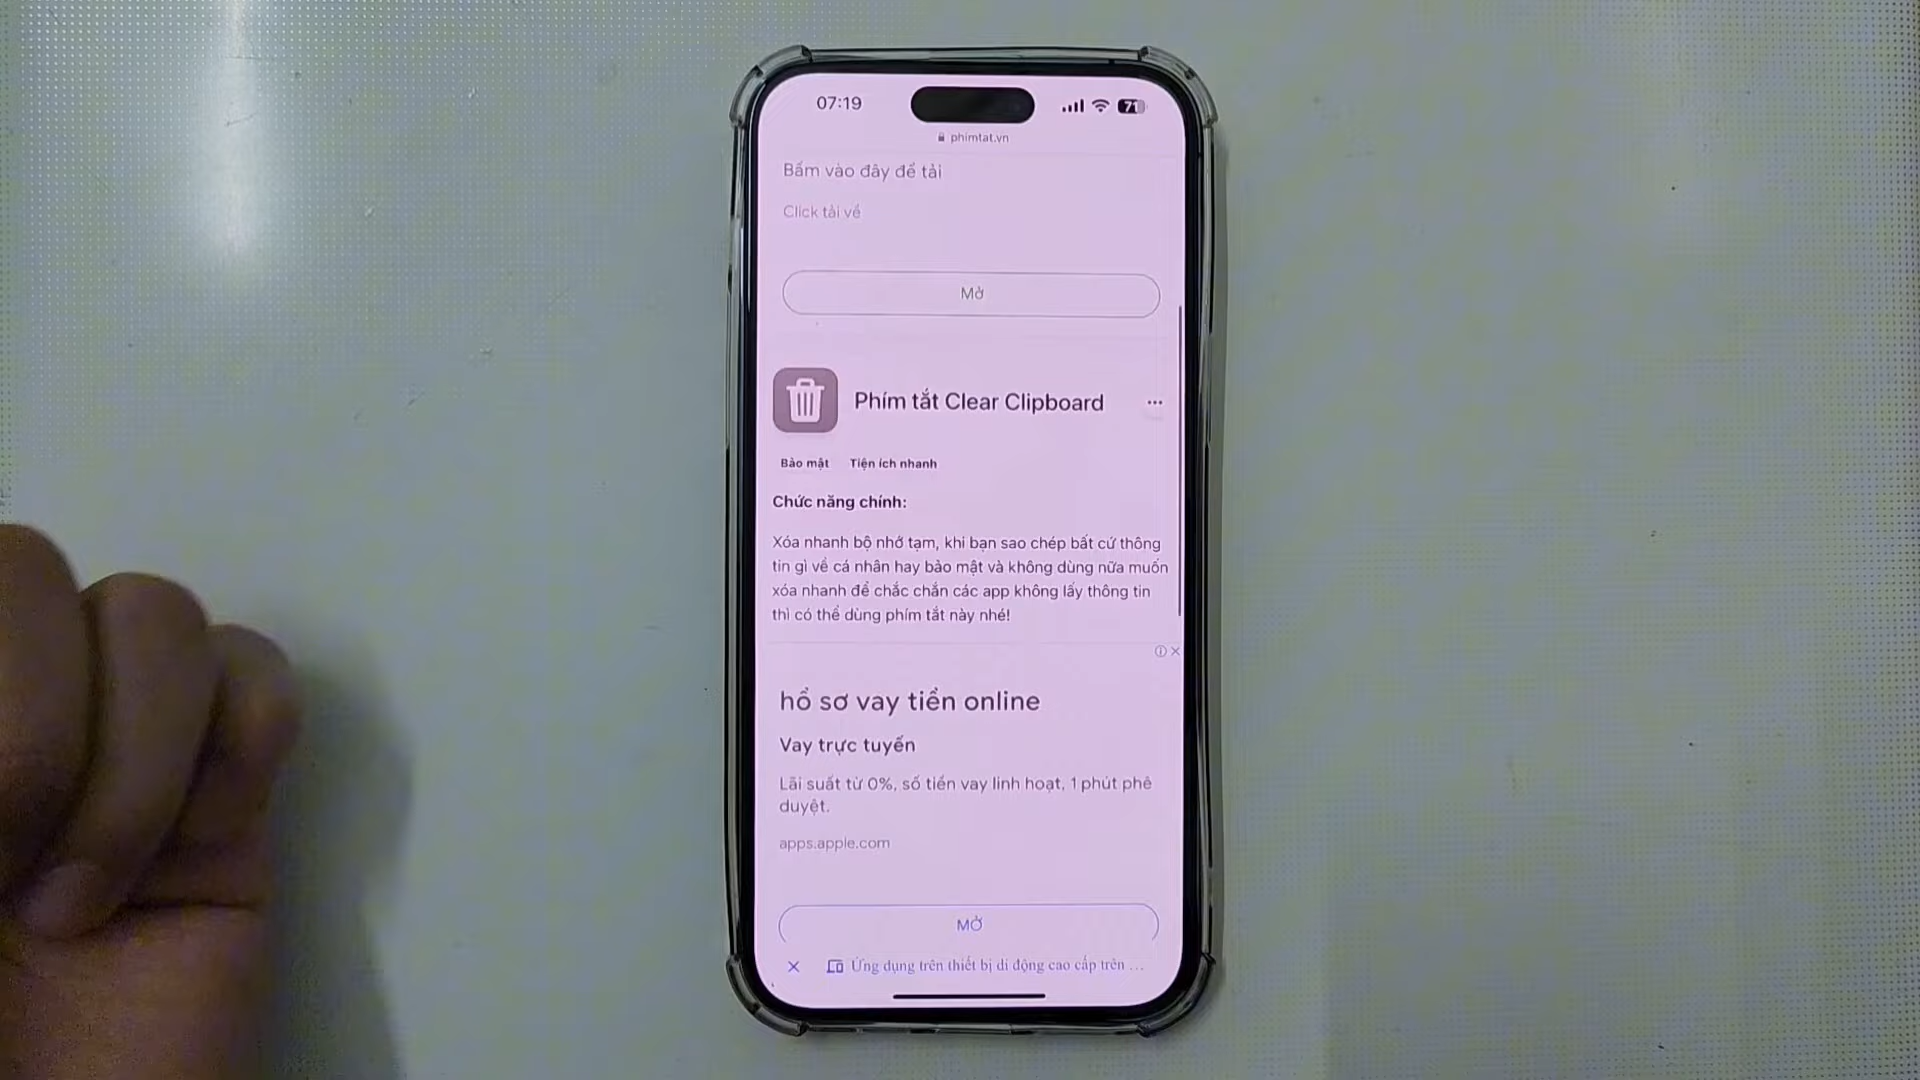 07:19
71
phimtat.vn
Bấm vào đây để tải
Click tải về
Mở
Phím tắt Clear Clipboard
Bảo mật Tiện ích nhanh
Chức năng chính:
Xóa nhanh bộ nhớ tạm, khi bạn sao chép bất cứ thông
tin gì về cá nhân hay bảo mật và không dùng nữa muốn
xóa nhanh để chắc chắn các app không lấy thông tin
thì có thể dùng phím tắt này nhé!
hồ sơ vay tiền online
Vay trực tuyến
Lãi suất từ 0%, số tiền vay linh hoạt, 1 phút phê
duyệt.
apps.apple.com
MỞ
Ứng dụng trên thiết bị di động cao cấp trên ...